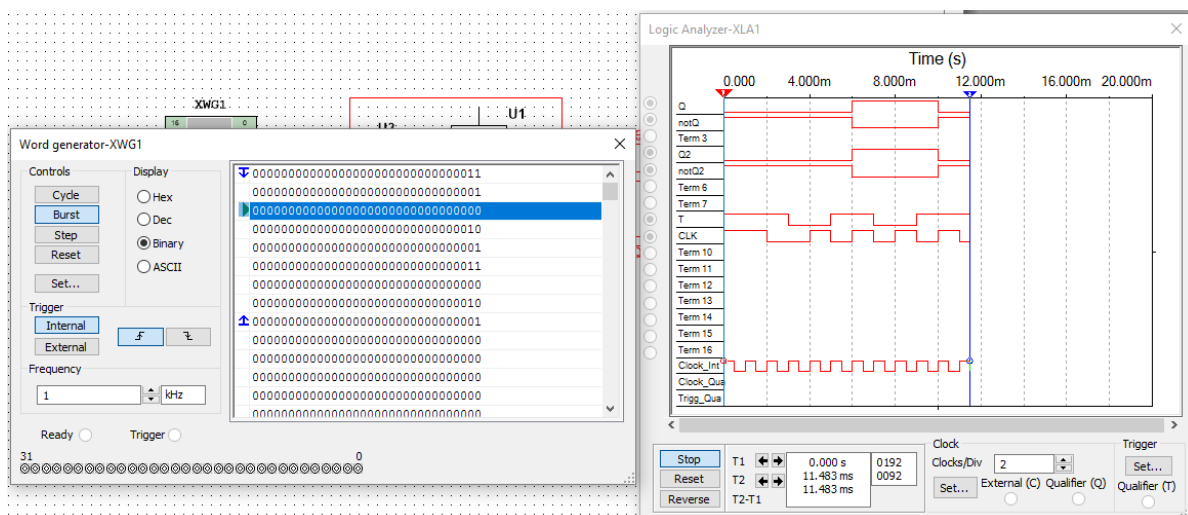 XWG1
16 0
U1
Word generator-XWG1
Controls
Cycle
Burst
Step
Reset
Set...
Display
Hex
Dec
Binary
ASCII
Trigger
Internal
External
Frequency
1 kHz
Ready Trigger
31 0
00000000000000000000000000000011
00000000000000000000000000000001
00000000000000000000000000000000
00000000000000000000000000000010
00000000000000000000000000000001
00000000000000000000000000000011
00000000000000000000000000000000
00000000000000000000000000000010
00000000000000000000000000000001
00000000000000000000000000000000
00000000000000000000000000000000
00000000000000000000000000000000
00000000000000000000000000000000
00000000000000000000000000000000
Logic Analyzer-XLA1
Time (s)
0.000 4.000m 8.000m 12.000m 16.000m 20.000m
Q
notQ
Term 3
Q2
notQ2
Term 6
Term 7
T
CLK
Term 10
Term 11
Term 12
Term 13
Term 14
Term 15
Term 16
Clock_Int
Clock_Qua
Trigg_Qua
Stop
Reset
Reverse
T1 0.000 s 0192
T2 11.483 ms 0092
T2-T1 11.483 ms
Clock
Clocks/Div 2
Set... External (C) Qualifier (Q)
Trigger
Set...
Qualifier (T)